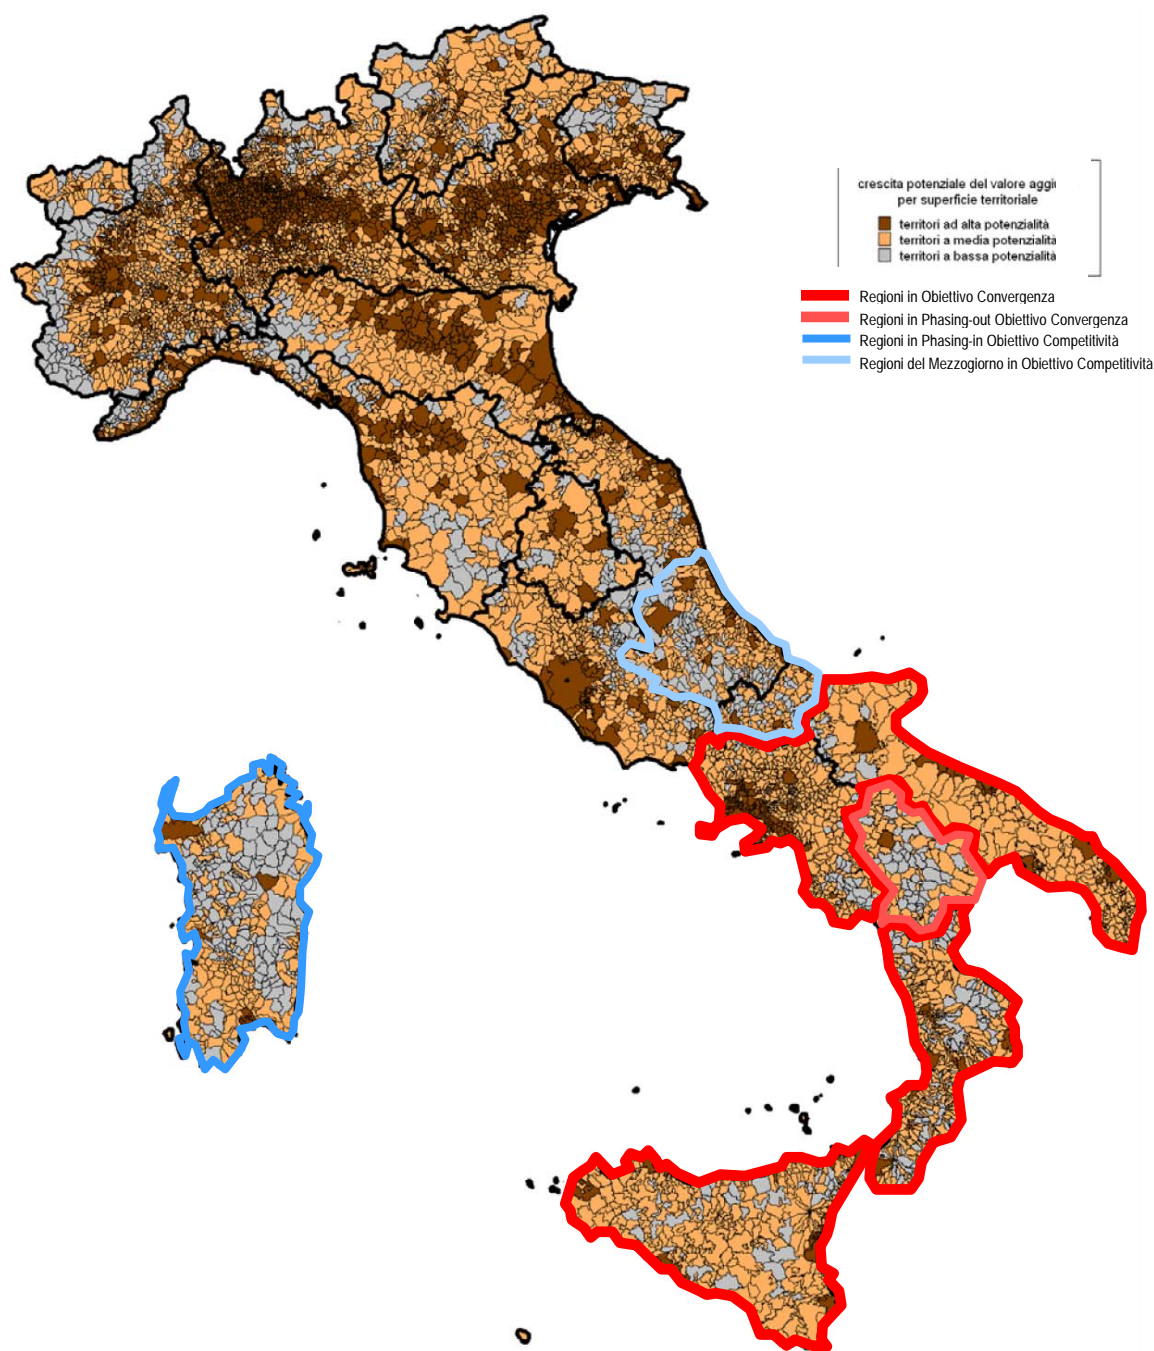 crescita potenziale del valore aggiu
per superficie territoriale
territori ad alta potenzialità
territori a media potenzialità
territori a bassa potenzialità
Regioni in Obiettivo Convergenza
Regioni in Phasing-out Obiettivo Convergenza
Regioni in Phasing-in Obiettivo Competitività
Regioni del Mezzogiorno in Obiettivo Competitività